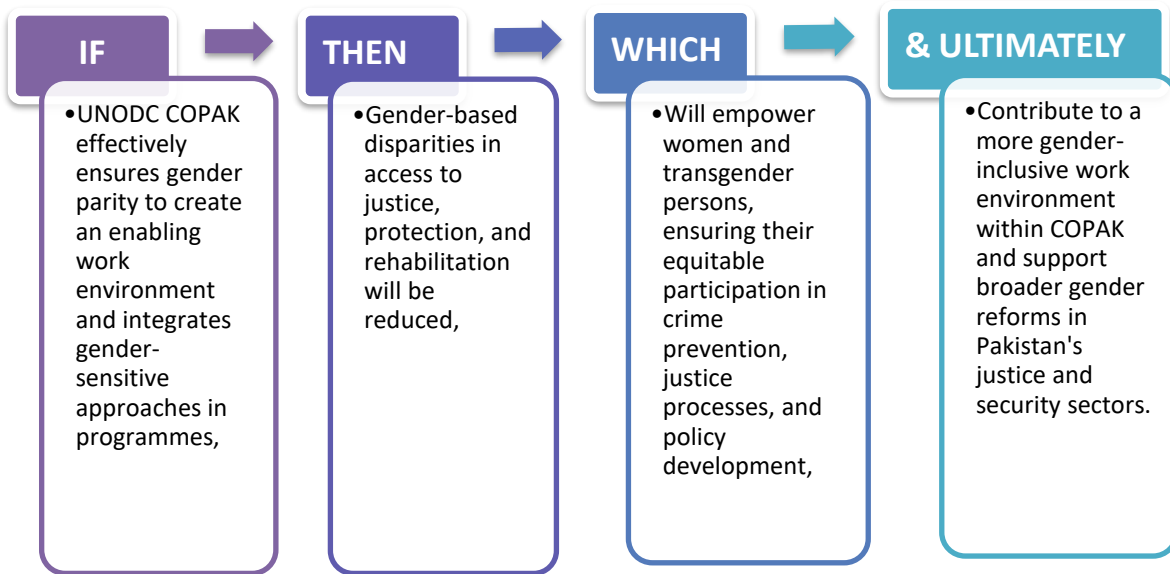 IF
•UNODC COPAK
effectively
ensures gender
parity to create
an enabling
work
environment
and integrates
gender-
sensitive
approaches in
programmes,
THEN
•Gender-based
disparities in
access to
justice,
protection, and
rehabilitation
will be
reduced,
WHICH
•Will empower
women and
transgender
persons,
ensuring their
equitable
participation in
crime
prevention,
justice
processes, and
policy
development,
& ULTIMATELY
•Contribute to a
more gender-
inclusive work
environment
within COPAK
and support
broader gender
reforms in
Pakistan's
justice and
security sectors.